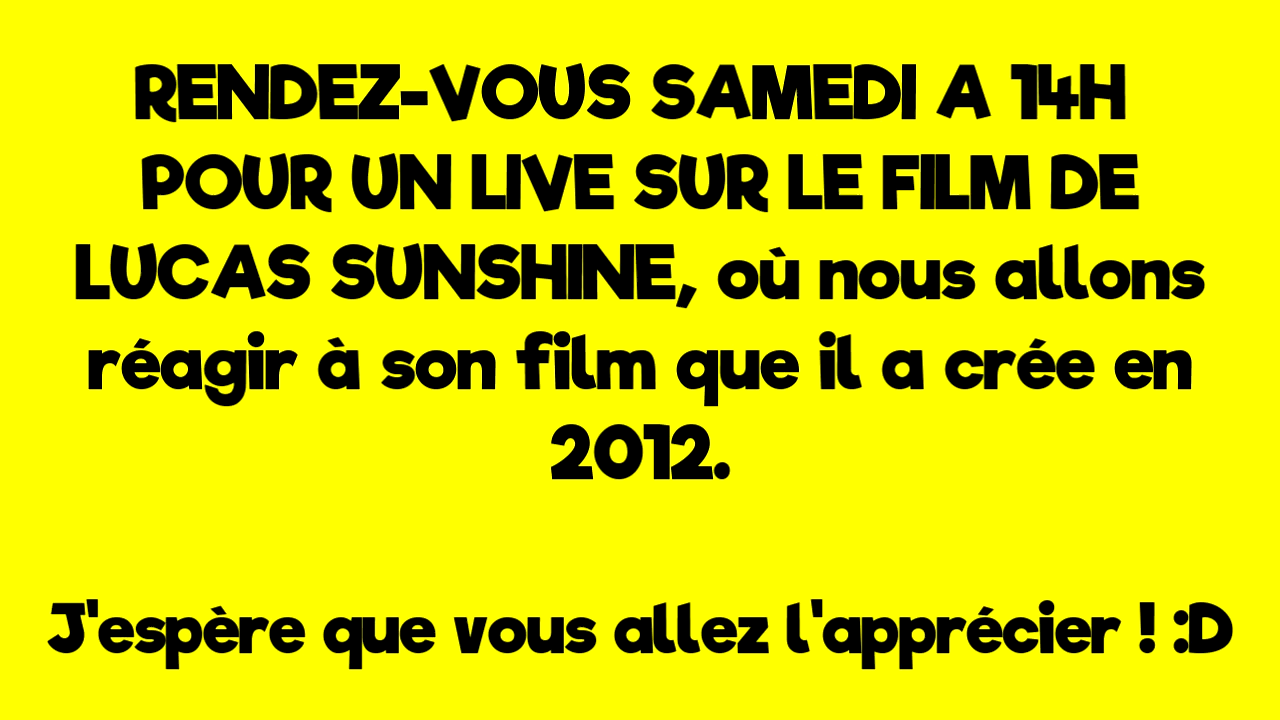 RENDEZ-VOUS SAMEDI A 14H
POUR UN LIVE SUR LE FILM DE
LUCAS SUNSHINE, où nous allons
réagir à son film que il a crée en
2012.
J'espère que vous allez l'apprécier ! :D